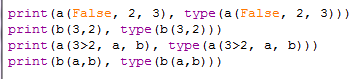 print(a(False, 2, 3), type(a(False, 2, 3)))
print(b(3,2), type(b(3,2)))
print(a(3>2, a, b), type(a(3>2, a, b)))
print(b(a,b), type(b(a,b)))